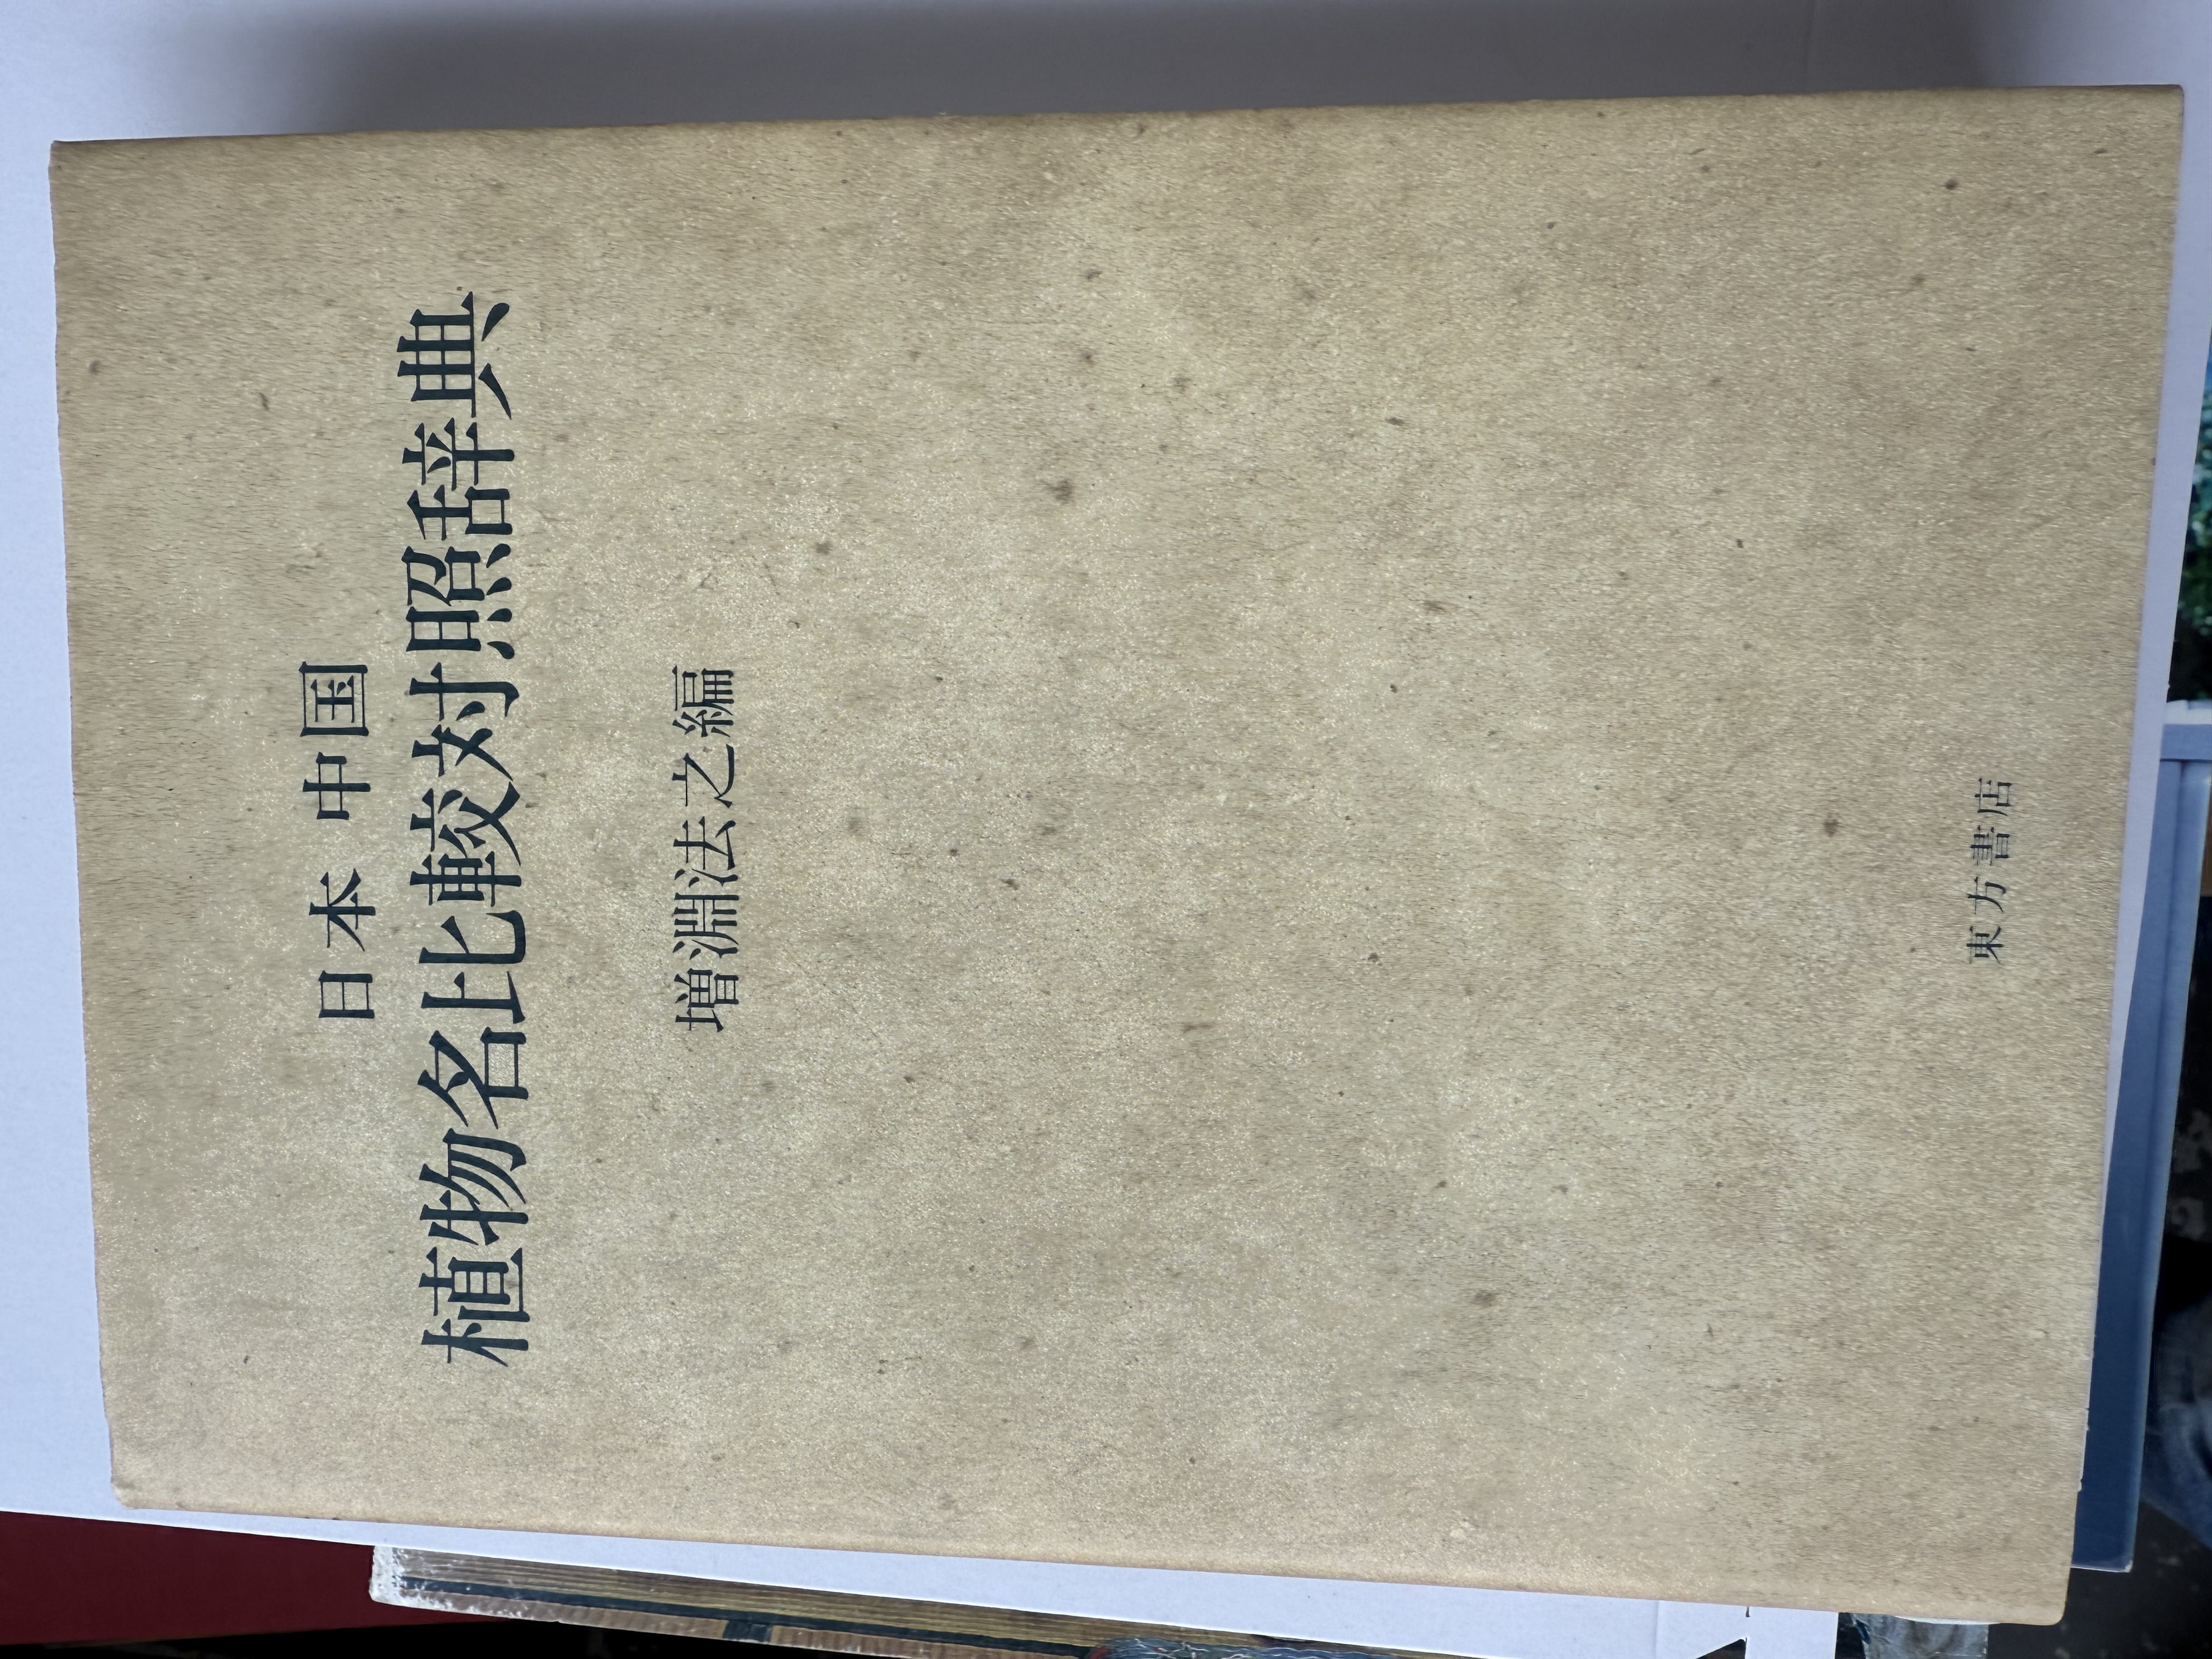 日本 中国
植物名比較対照辞典
増淵法之編
東方書店